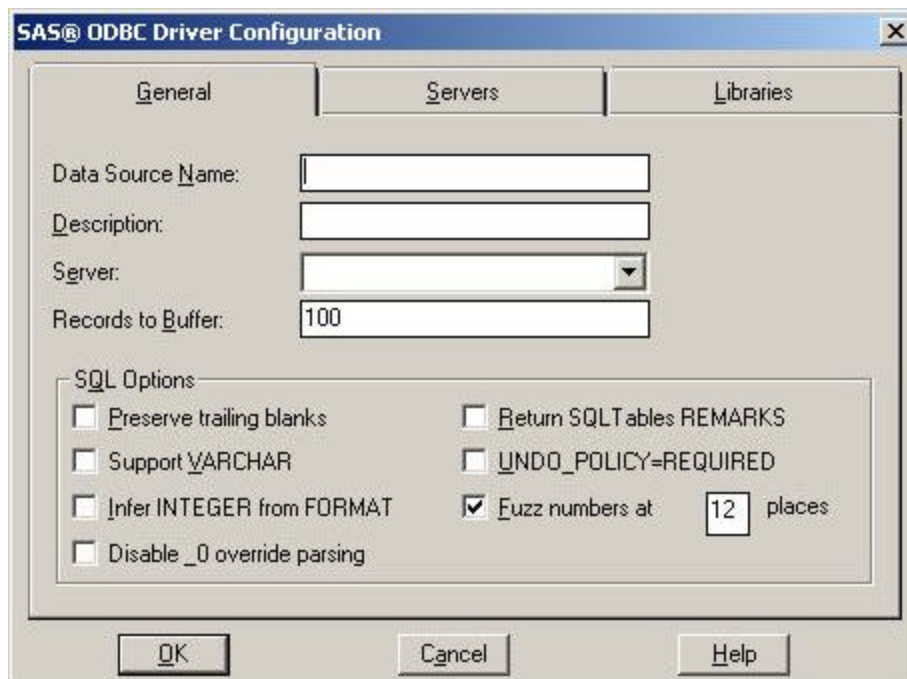 SAS® ODBC Driver Configuration
General Servers Libraries
Data Source Name:
Description:
Server:
Records to Buffer: 100
SQL Options
Preserve trailing blanks Return SQLTables REMARKS
Support VARCHAR UNDO_POLICY=REQUIRED
Infer INTEGER from FORMAT Fuzz numbers at 12 places
Disable _0 override parsing
OK Cancel Help